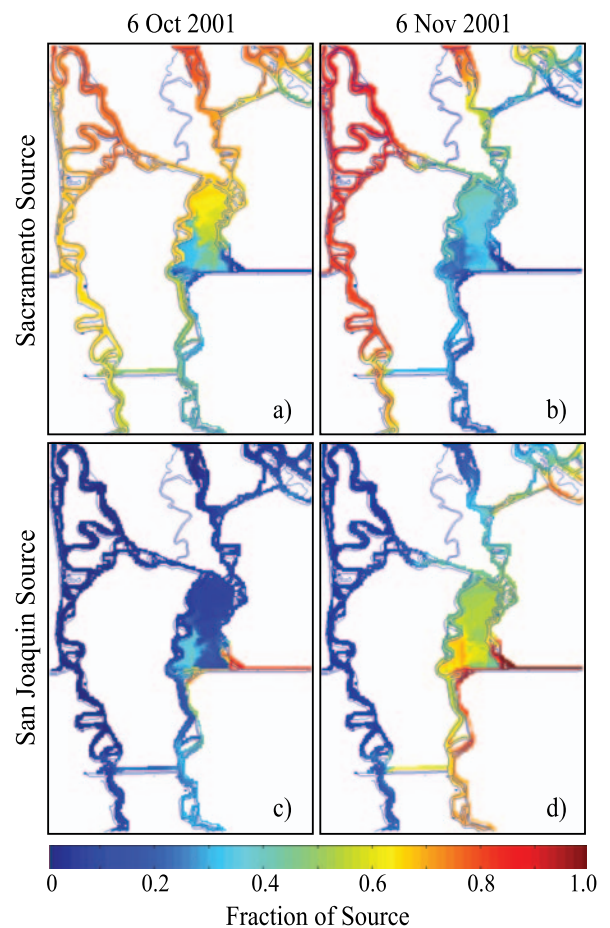 6 Oct 2001
6 Nov 2001
Sacramento Source
a)
b)
San Joaquin Source
c)
d)
0 0.2 0.4 0.6 0.8 1.0
Fraction of Source